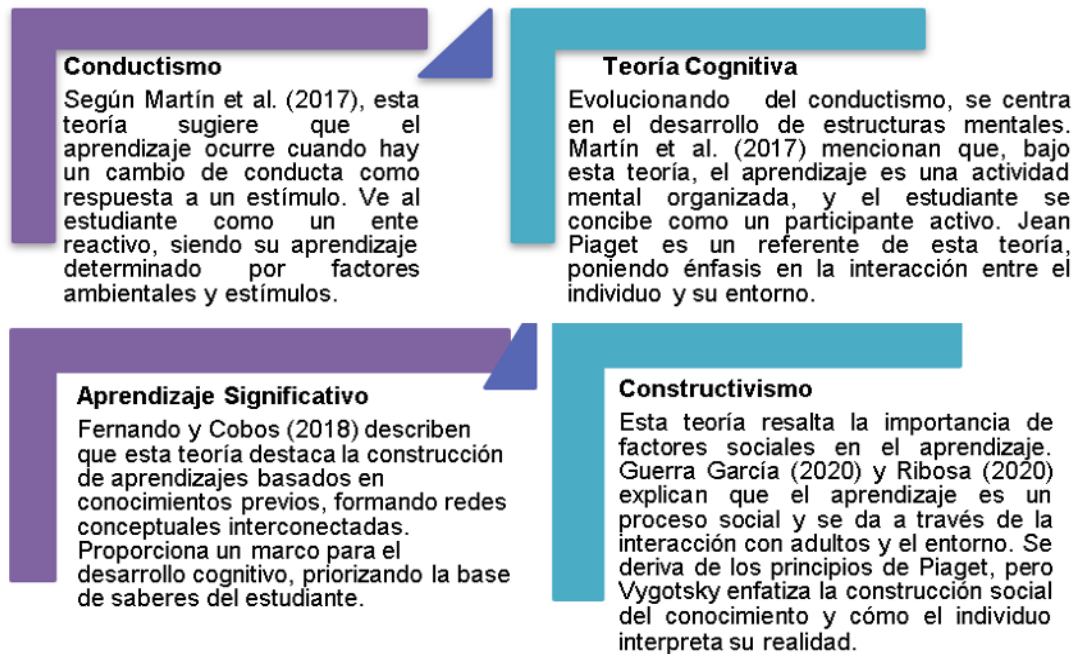 Conductismo
Según Martín et al. (2017), esta
teoría sugiere que el
aprendizaje ocurre cuando hay
un cambio de conducta como
respuesta a un estímulo. Ve al
estudiante como un ente
reactivo, siendo su aprendizaje
determinado por factores
ambientales y estímulos.
Teoría Cognitiva
Evolucionando del conductismo, se centra
en el desarrollo de estructuras mentales.
Martín et al. (2017) mencionan que, bajo
esta teoría, el aprendizaje es una actividad
mental organizada, y el estudiante se
concibe como un participante activo. Jean
Piaget es un referente de esta teoría,
poniendo énfasis en la interacción entre el
individuo y su entorno.
Aprendizaje Significativo
Fernando y Cobos (2018) describen
que esta teoría destaca la construcción
de aprendizajes basados en
conocimientos previos, formando redes
conceptuales interconectadas.
Proporciona un marco para el
desarrollo cognitivo, priorizando la base
de saberes del estudiante.
Constructivismo
Esta teoría resalta la importancia de
factores sociales en el aprendizaje.
Guerra García (2020) y Ribosa (2020)
explican que el aprendizaje es un
proceso social y se da a través de la
interacción con adultos y el entorno. Se
deriva de los principios de Piaget, pero
Vygotsky enfatiza la construcción social
del conocimiento y cómo el individuo
interpreta su realidad.